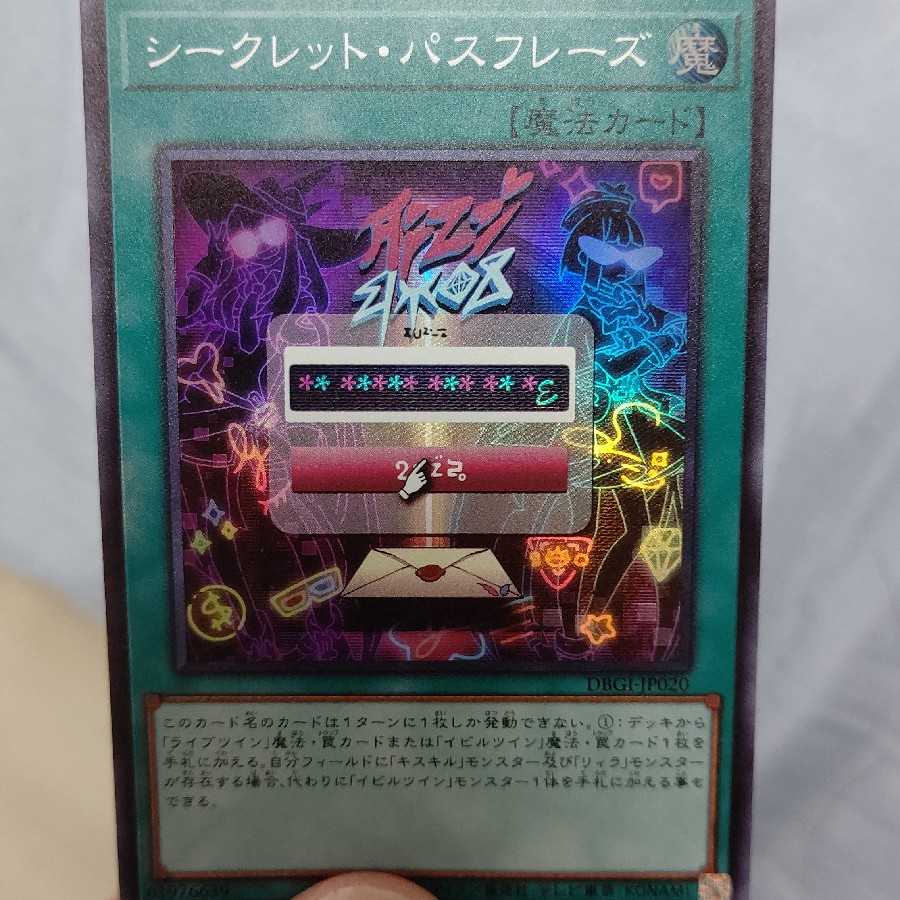 シークレット・パスフレーズ 魔
【魔法カード】
** ***** *** ** *
DBGI-JP020
このカード名のカードは1ターンに1枚しか発動できない。①：デッキから
「ライブツイン」魔法・罠カードまたは「イビルツイン」魔法・罠カード1枚を
手札に加える。自分フィールドに「キスキル」モンスター及び「リィラ」モンスター
が存在する場合、代わりに「イビルツイン」モンスター1体を手札に加える事も
できる。
61976639
KONAMI